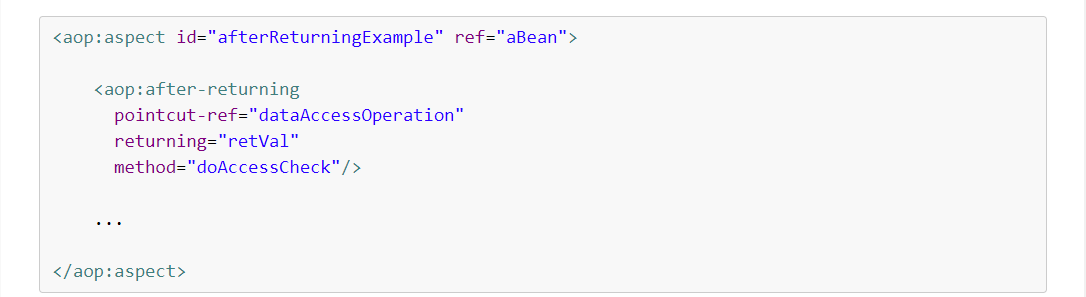 <aop:aspect id="afterReturningExample" ref="aBean">
<aop:after-returning
pointcut-ref="dataAccessOperation"
returning="retVal"
method="doAccessCheck"/>
...
</aop:aspect>